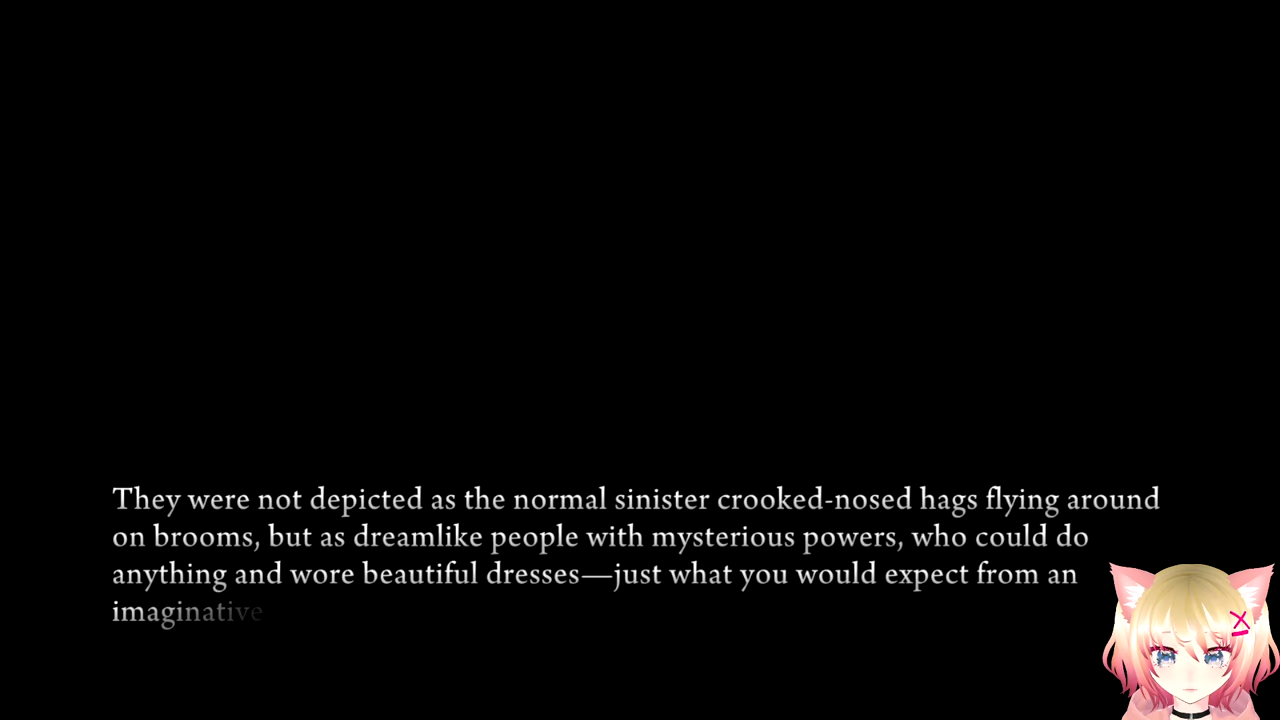 They were not depicted as the normal sinister crooked-nosed hags flying around
on brooms, but as dreamlike people with mysterious powers, who could do
anything and wore beautiful dresses—just what you would expect from an
imaginative